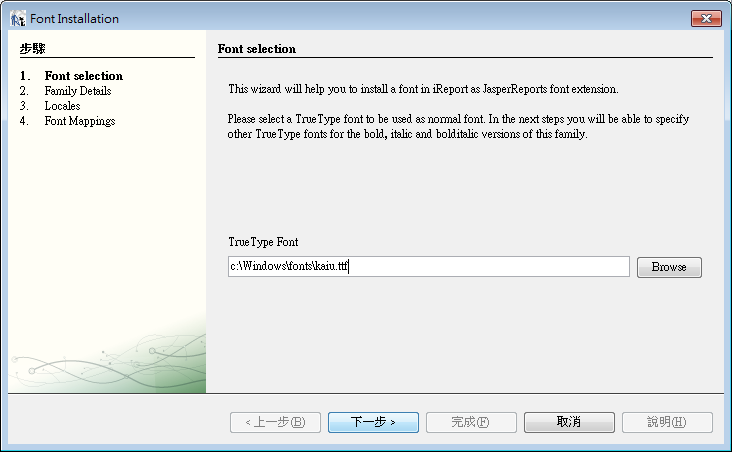 Font Installation
步驟
1. Font selection
2. Family Details
3. Locales
4. Font Mappings
Font selection
This wizard will help you to install a font in iReport as JasperReports font extension.
Please select a TrueType font to be used as normal font. In the next steps you will be able to specify
other TrueType fonts for the bold, italic and bolditalic versions of this family.
TrueType Font
c:\Windows\fonts\kaiu.ttf
Browse
< 上一步(B)
下一步 >
完成(F)
取消
說明(H)